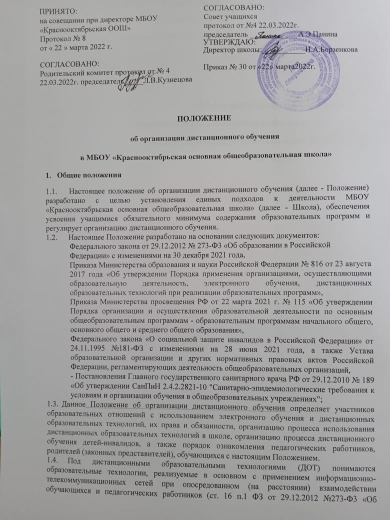 ПРИНЯТО:
на совещании при директоре МБОУ
«Краснооктябрьская ООШ»
Протокол № 8
от « 22 » марта 2022 г.
СОГЛАСОВАНО:
Родительский комитет протокол от № 4
22.03.2022г. председатель Л.В.Кузнецова
СОГЛАСОВАНО:
Совет учащихся
протокол от №4 22.03.2022г.
председатель А.Э.Панина
УТВЕРЖДАЮ:
Директор школы: Н.А.Борзенкова
Приказ № 30 от «22» марта 2022г.
ПОЛОЖЕНИЕ
об организации дистанционного обучения
в МБОУ «Краснооктябрьская основная общеобразовательная школа»
1. Общие положения
1.1. Настоящее положение об организации дистанционного обучения (далее - Положение)
разработано с целью установления единых подходов к деятельности МБОУ
«Краснооктябрьская основная общеобразовательная школа» (далее - Школа), обеспечения
усвоения учащимися обязательного минимума содержания образовательных программ и
регулирует организацию дистанционного обучения.
1.2. Настоящее Положение разработано на основании следующих документов:
Федерального закона от 29.12.2012 № 273-ФЗ «Об образовании в Российской
Федерации» с изменениями на 30 декабря 2021 года,
Приказа Министерства образования и науки Российской Федерации № 816 от 23 августа
2017 года «Об утверждении Порядка применения организациями, осуществляющими
образовательную деятельность, электронного обучения, дистанционных
образовательных технологий при реализации образовательных программ»,
Приказа Министерства просвещения РФ от 22 марта 2021 г. № 115 «Об утверждении
Порядка организации и осуществления образовательной деятельности по основным
общеобразовательным программам - образовательным программам начального общего,
основного общего и среднего общего образования»,
Федерального закона «О социальной защите инвалидов в Российской Федерации» от
24.11.1995 №181-ФЗ с изменениями на 28 июня 2021 года, а также Устава
образовательной организации и других нормативных правовых актов Российской
Федерации, регламентирующих деятельность общеобразовательных организаций,
- Постановления Главного государственного санитарного врача РФ от 29.12.2010 № 189
«Об утверждении СанПиН 2.4.2.2821-10 "Санитарно-эпидемиологические требования к
условиям и организации обучения в общеобразовательных учреждениях";
1.3. Данное Положение об организации дистанционного обучения определяет участников
образовательных отношений с использованием электронного обучения и дистанционных
образовательных технологий, их права и обязанности, организацию процесса использования
дистанционных образовательных технологий в школе, организацию процесса дистанционного
обучения детей-инвалидов, а также порядок ознакомления педагогических работников,
родителей (законных представителей), обучающихся с настоящим Положением.
1.4. Под дистанционными образовательными технологиями (ДОТ) понимаются
образовательные технологии, реализуемые в основном с применением информационно-
телекоммуникационных сетей при опосредованном (на расстоянии) взаимодействии
обучающихся и педагогических работников (ст. 16 п.1 ФЗ от 29.12.2012 №273-ФЗ «Об